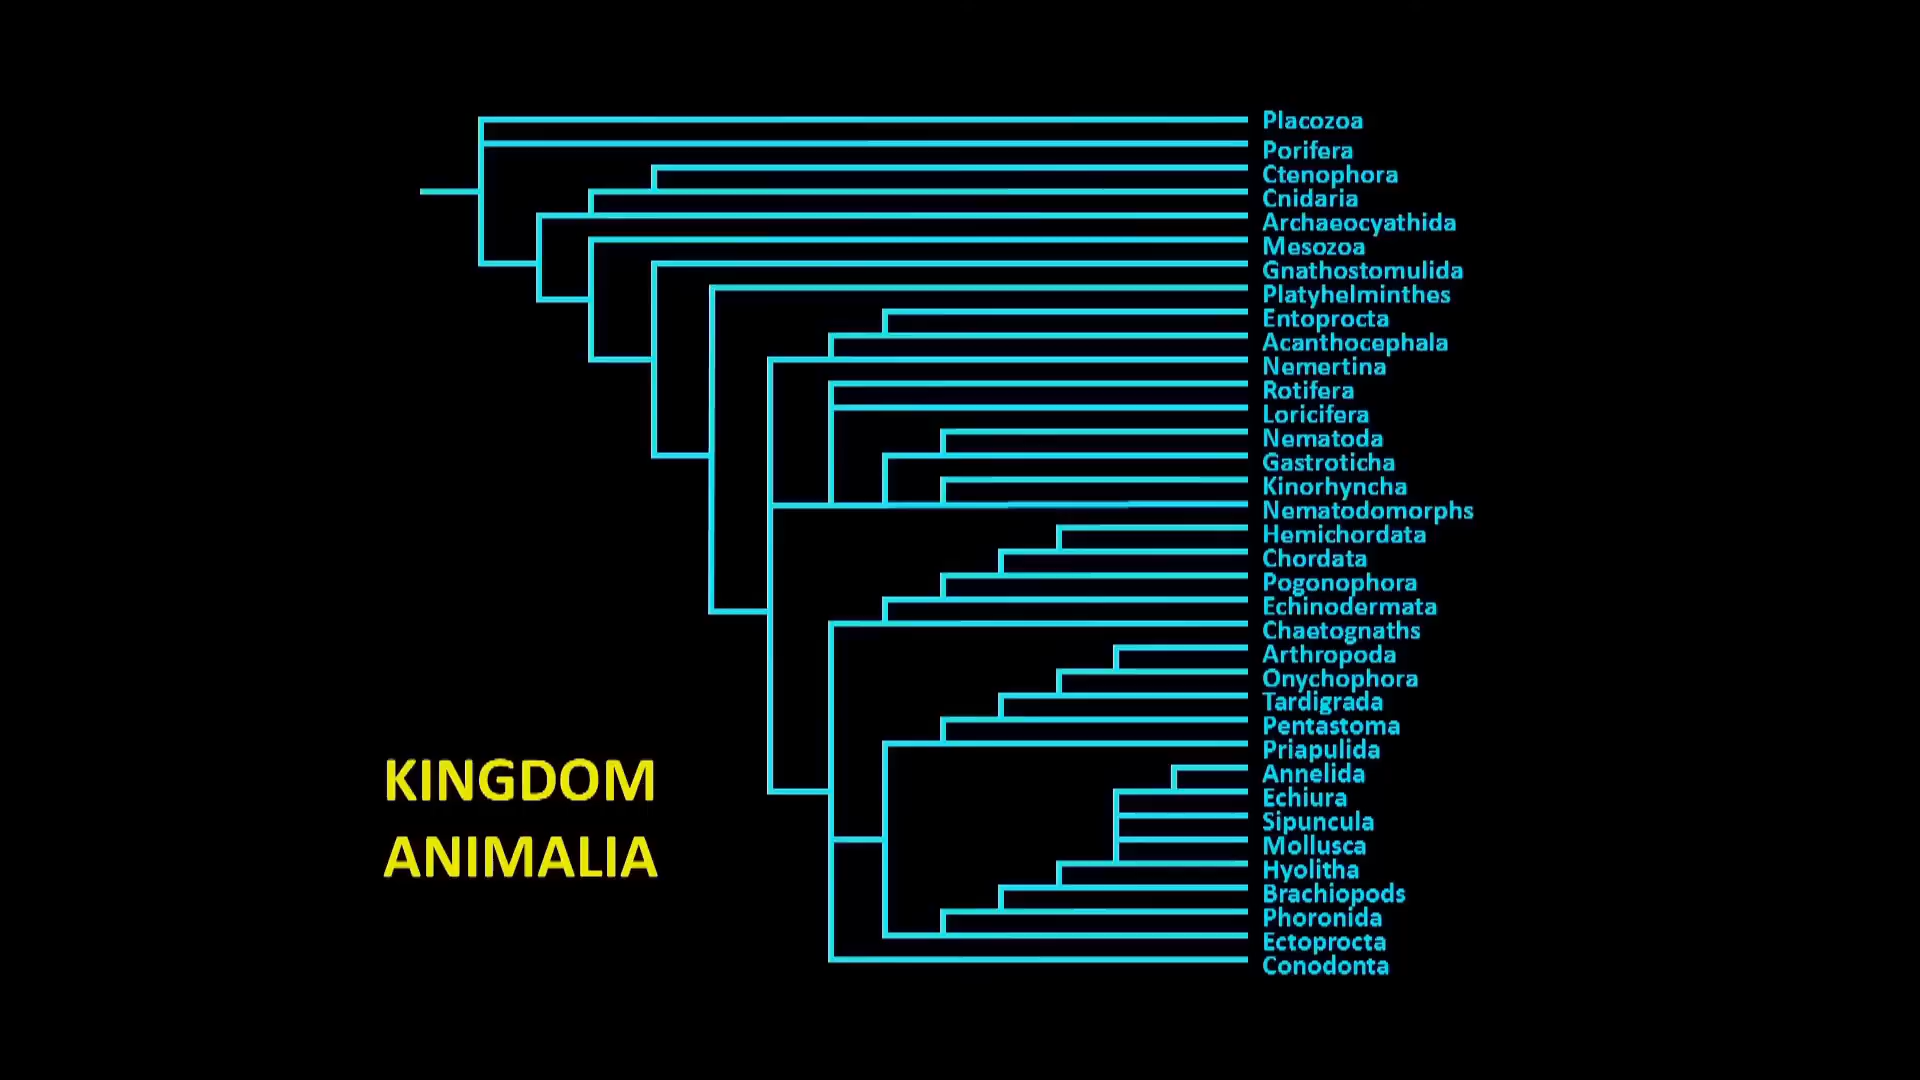 Placozoa
Porifera
Ctenophora
Cnidaria
Archaeocyathida
Mesozoa
Gnathostomulida
Platyhelminthes
Entoprocta
Acanthocephala
Nemertina
Rotifera
Loricifera
Nematoda
Gastroticha
Kinorhyncha
Nematodomorphs
Hemichordata
Chordata
Pogonophora
Echinodermata
Chaetognaths
Arthropoda
Onychophora
Tardigrada
Pentastoma
Priapulida
Annelida
Echiura
Sipuncula
Mollusca
Hyolitha
Brachiopods
Phoronida
Ectoprocta
Conodonta
KINGDOM
ANIMALIA